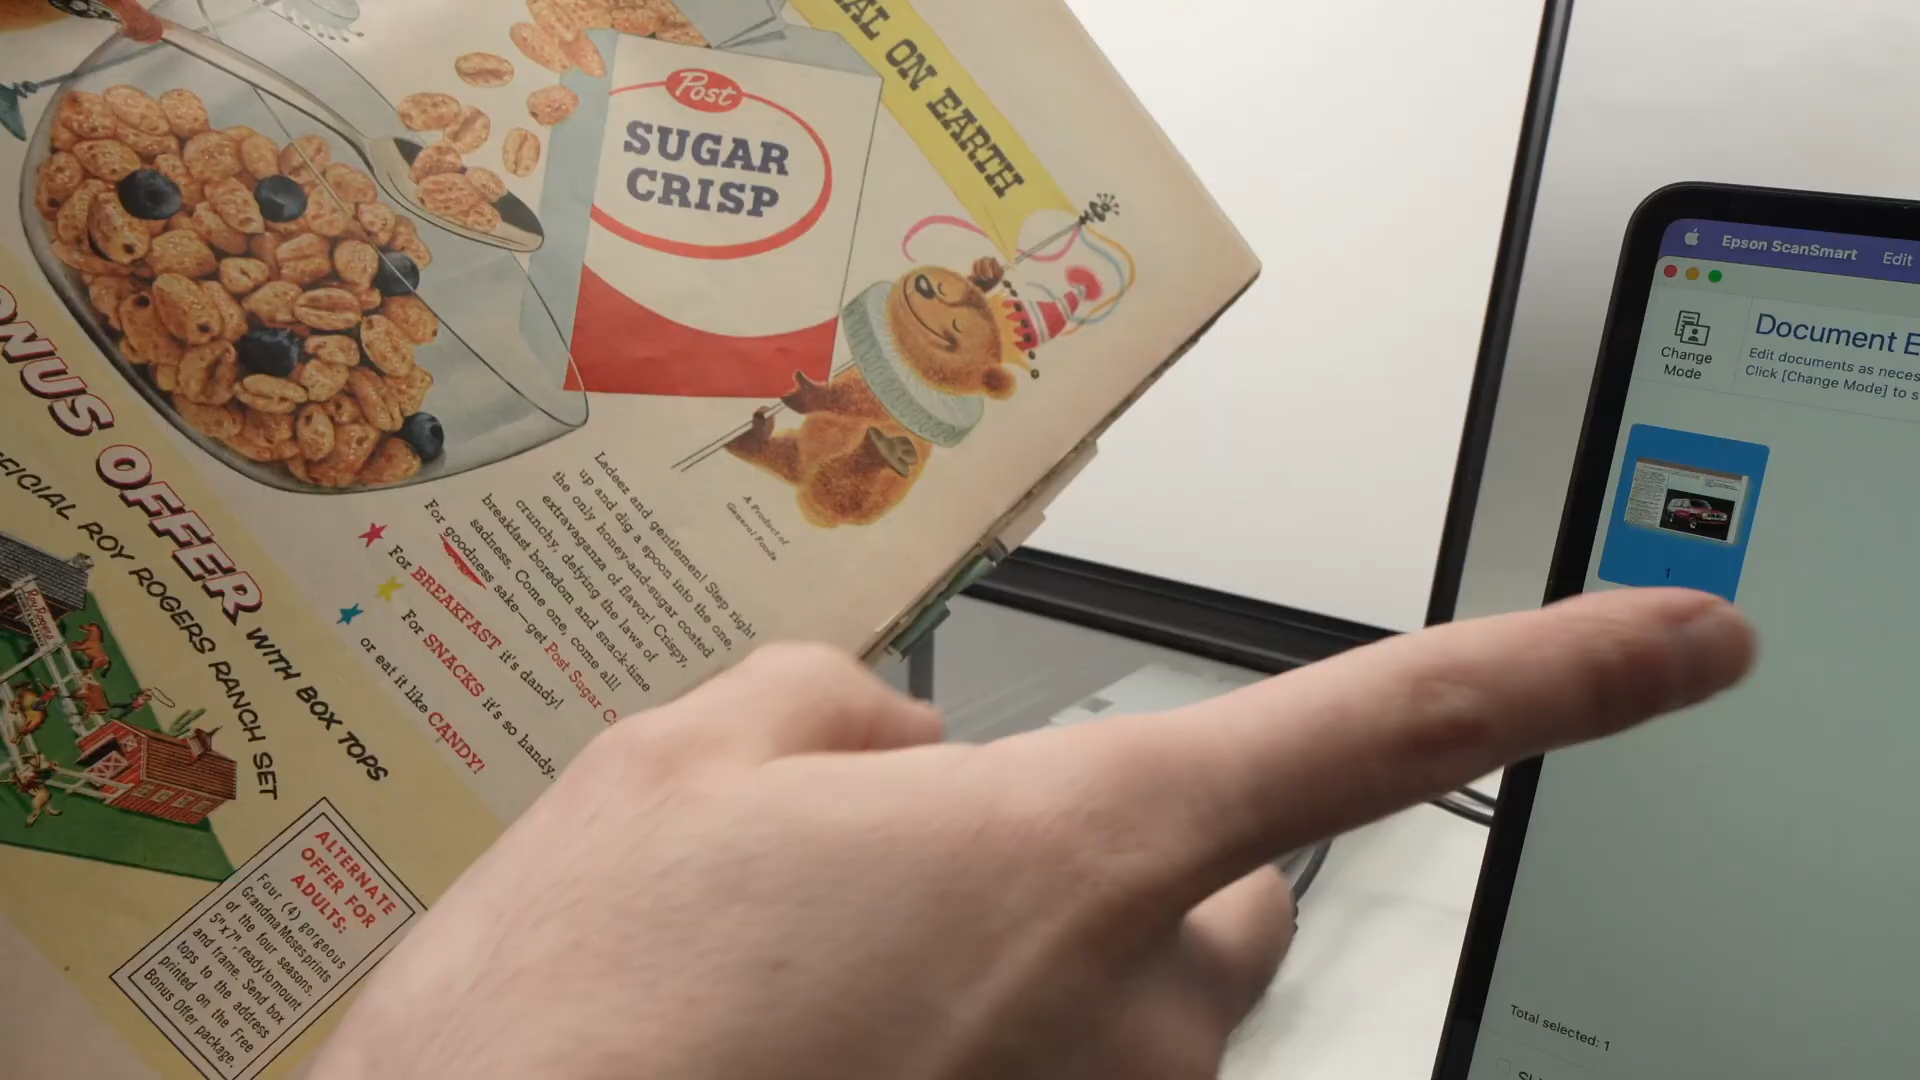 AL ON EARTH
Post
SUGAR
CRISP
A Product of
General Foods
Ladeez and gentlemen! Step right
up and dig a spoon into the one,
the only honey-and-sugar coated
extravaganza of flavor! Crispy,
crunchy, defying the laws of
breakfast boredom and snack-time
sadness. Come one, come all!
For goodness sake—get Post Sugar C
For BREAKFAST it's dandy!
For SNACKS it's so handy,
or eat it like CANDY!
ONUS OFFER WITH BOX TOPS
FICIAL ROY ROGERS RANCH SET
ALTERNATE
OFFER FOR
ADULTS:
Four (4) gorgeous
Grandma Moses prints
of the four seasons.
5"x7", ready to mount
and frame. Send box
tops to the address
printed on the Free
Bonus Offer package.
Epson ScanSmart Edit
Change
Mode
Document E
Edit documents as neces
Click [Change Mode] to s
1
Total selected: 1